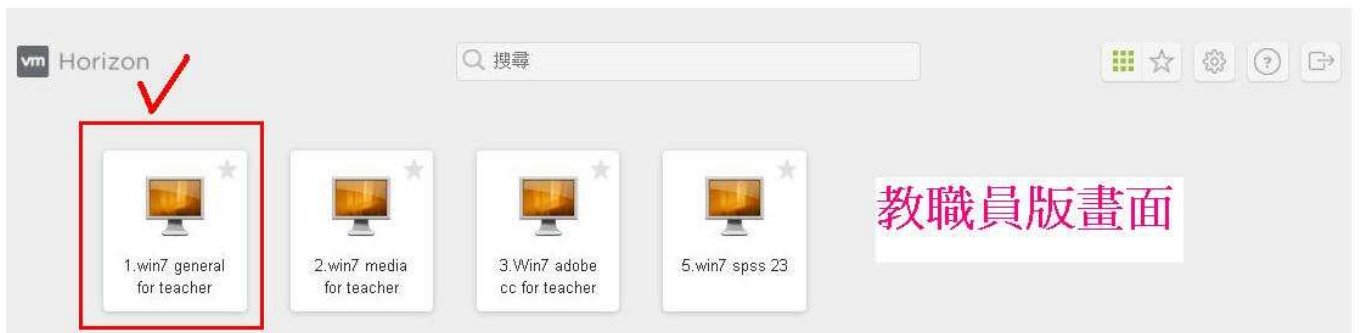 vm Horizon
搜尋
?
1.win7 general
for teacher
2.win7 media
for teacher
3.Win7 adobe
cc for teacher
5.win7 spss 23
教職員版畫面